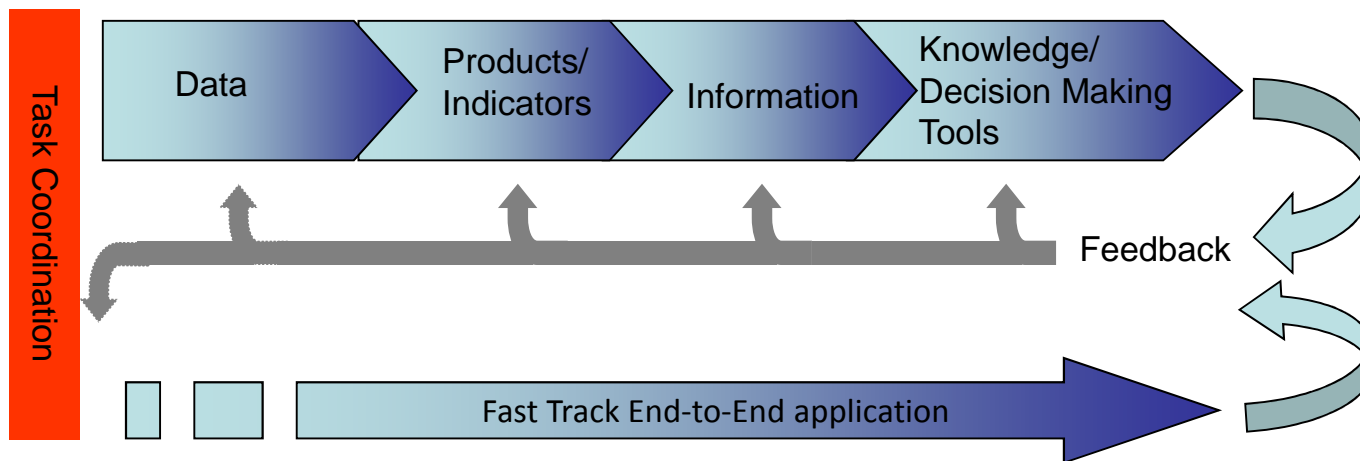 Task Coordination
Data
Products/
Indicators
Information
Knowledge/
Decision Making
Tools
Feedback
Fast Track End-to-End application